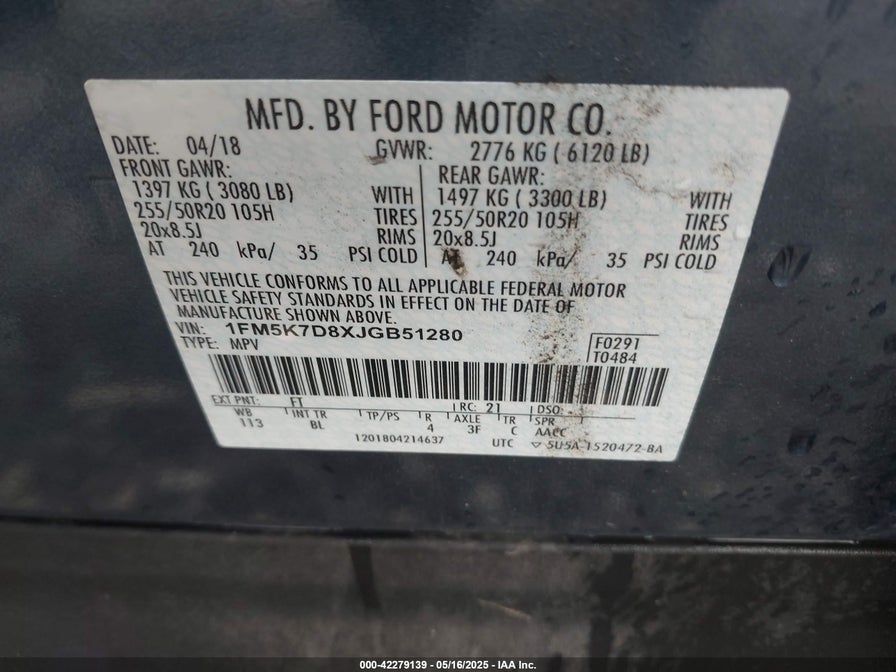 MFD. BY FORD MOTOR CO.
DATE: 04/18 GVWR: 2776 KG ( 6120 LB)
FRONT GAWR: REAR GAWR:
1397 KG ( 3080 LB) WITH 1497 KG ( 3300 LB) WITH
255/50R20 105H TIRES 255/50R20 105H TIRES
20x8.5J RIMS 20x8.5J RIMS
AT 240 kPa/ 35 PSI COLD AT 240 kPa/ 35 PSI COLD
THIS VEHICLE CONFORMS TO ALL APPLICABLE FEDERAL MOTOR
VEHICLE SAFETY STANDARDS IN EFFECT ON THE DATE OF
MANUFACTURE SHOWN ABOVE.
VIN: 1FM5K7D8XJGB51280 F0291
TYPE: MPV T0484
EXT PNT: FT RC: 21 DSO:
WB INT TR TP/PS R AXLE TR SPR
113 BL 4 3F C AACC
1201804214637 UTC ▽ 5U5A-1520472-BA
000-42279139 - 05/16/2025 - IAA Inc.